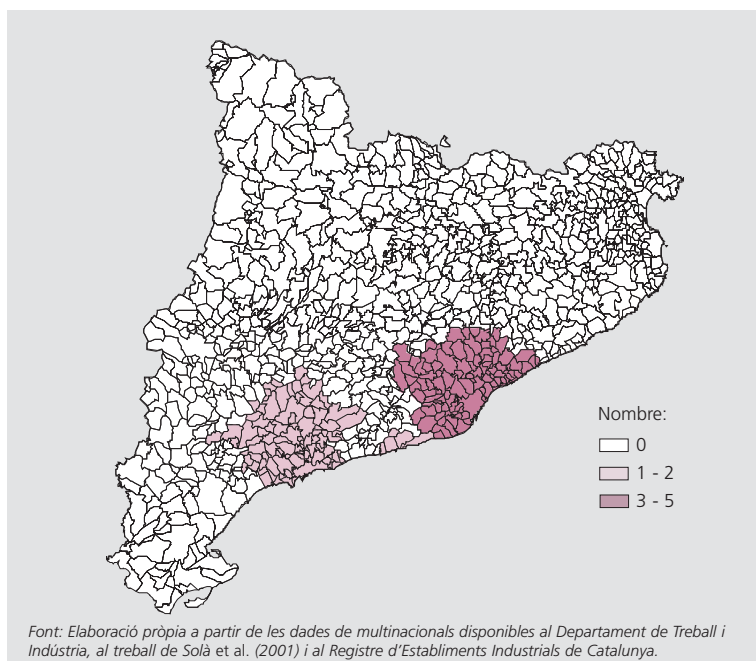 Nombre:
0
1 - 2
3 - 5
Font: Elaboració pròpia a partir de les dades de multinacionals disponibles al Departament de Treball i
Indústria, al treball de Solà et al. (2001) i al Registre d'Establiments Industrials de Catalunya.